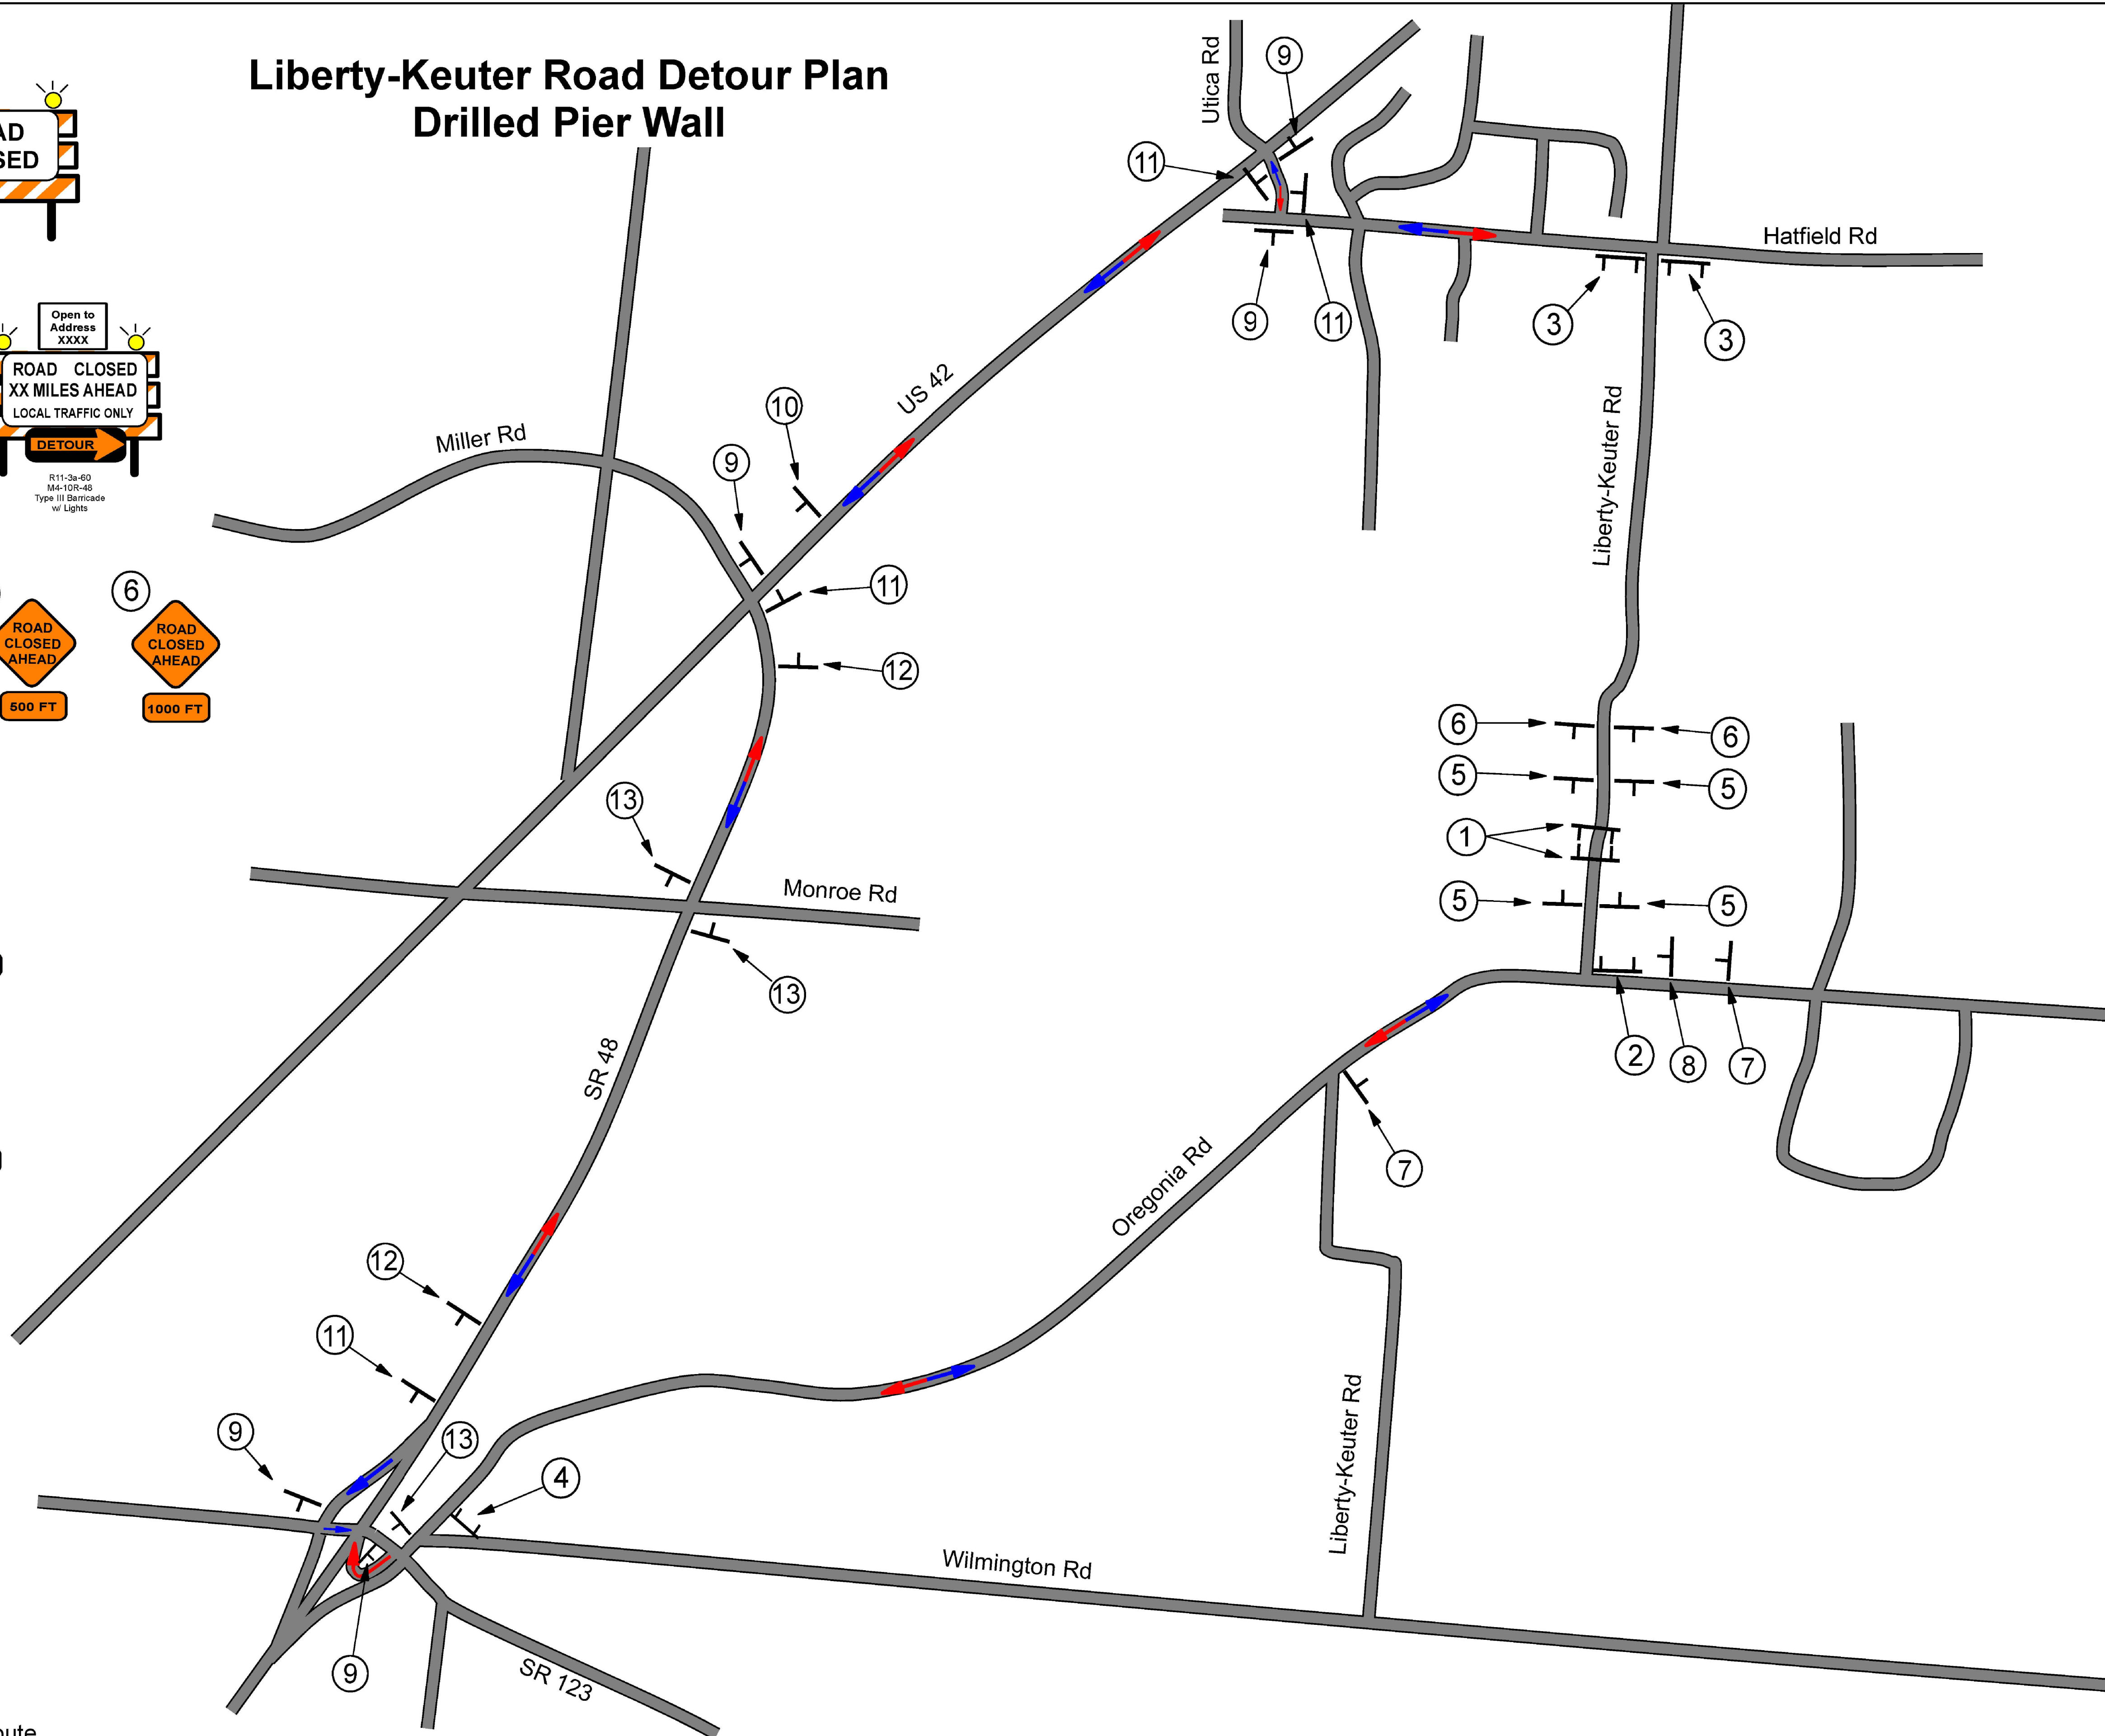 Liberty-Keuter Road Detour Plan
Drilled Pier Wall
Open to
Address
XXXX
ROAD CLOSED
XX MILES AHEAD
LOCAL TRAFFIC ONLY
DETOUR
R11-3a-60
M4-10R-48
Type III Barricade
w/ Lights
6
ROAD
CLOSED
AHEAD
500 FT
ROAD
CLOSED
AHEAD
1000 FT
Utica Rd
9
11
9
11
Hatfield Rd
3
3
US 42
Miller Rd
10
9
11
12
Liberty-Keuter Rd
13
Monroe Rd
13
SR 48
6
6
5
5
1
5
5
2
8
7
7
Oregonia Rd
12
11
9
13
4
9
Liberty-Keuter Rd
Wilmington Rd
SR 123